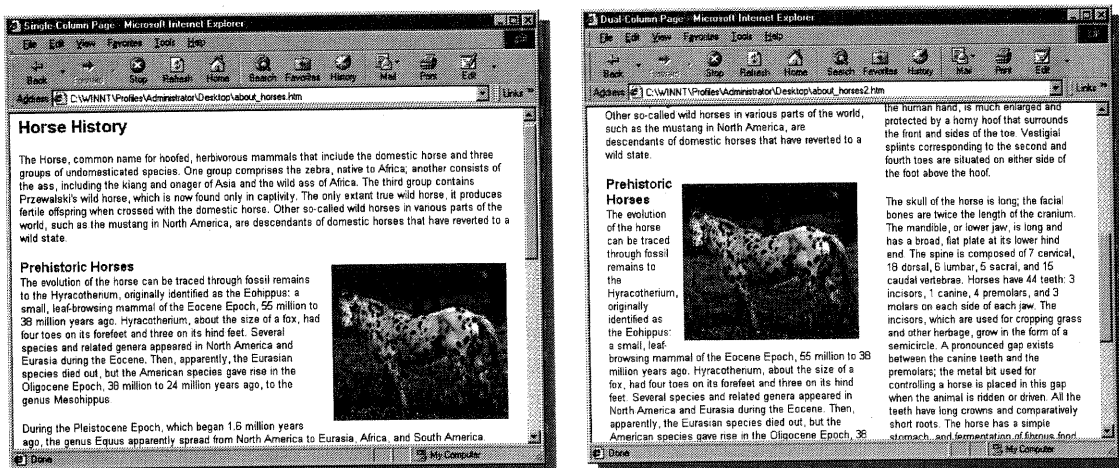 Single-Column Page - Microsoft Internet Explorer
File Edit View Favorites Tools Help
Back Forward Stop Refresh Home Search Favorites History Mail Print Edit
Address C:\WINNT\Profiles\Administrator\Desktop\about_horses.htm Links »
Horse History
The Horse, common name for hoofed, herbivorous mammals that include the domestic horse and three
groups of undomesticated species. One group comprises the zebra, native to Africa; another consists of
the ass, including the kiang and onager of Asia and the wild ass of Africa. The third group contains
Przewalski's wild horse, which is now found only in captivity. The only extant true wild horse, it produces
fertile offspring when crossed with the domestic horse. Other so-called wild horses in various parts of the
world, such as the mustang in North America, are descendants of domestic horses that have reverted to a
wild state.
Prehistoric Horses
The evolution of the horse can be traced through fossil remains
to the Hyracotherium, originally identified as the Eohippus: a
small, leaf-browsing mammal of the Eocene Epoch, 55 million to
38 million years ago. Hyracotherium, about the size of a fox, had
four toes on its forefeet and three on its hind feet. Several
species and related genera appeared in North America and
Eurasia during the Eocene. Then, apparently, the Eurasian
species died out, but the American species gave rise in the
Oligocene Epoch, 38 million to 24 million years ago, to the
genus Mesohippus.
During the Pleistocene Epoch, which began 1.6 million years
ago, the genus Equus apparently spread from North America to Eurasia, Africa, and South America.
Done My Computer
Dual-Column Page - Microsoft Internet Explorer
File Edit View Favorites Tools Help
Back Forward Stop Refresh Home Search Favorites History Mail Print Edit
Address C:\WINNT\Profiles\Administrator\Desktop\about_horses2.htm Links »
Other so-called wild horses in various parts of the world,
such as the mustang in North America, are
descendants of domestic horses that have reverted to a
wild state.
Prehistoric
Horses
The evolution
of the horse
can be traced
through fossil
remains to
the
Hyracotherium,
originally
identified as
the Eohippus:
a small, leaf-
browsing mammal of the Eocene Epoch, 55 million to 38
million years ago. Hyracotherium, about the size of a
fox, had four toes on its forefeet and three on its hind
feet. Several species and related genera appeared in
North America and Eurasia during the Eocene. Then,
apparently, the Eurasian species died out, but the
American species gave rise in the Oligocene Epoch, 38
the human hand, is much enlarged and
protected by a horny hoof that surrounds
the front and sides of the toe. Vestigial
splints corresponding to the second and
fourth toes are situated on either side of
the foot above the hoof.
The skull of the horse is long; the facial
bones are twice the length of the cranium.
The mandible, or lower jaw, is long and
has a broad, flat plate at its lower hind
end. The spine is composed of 7 cervical,
18 dorsal, 6 lumbar, 5 sacral, and 15
caudal vertebrae. Horses have 44 teeth: 3
incisors, 1 canine, 4 premolars, and 3
molars on each side of each jaw. The
incisors, which are used for cropping grass
and other herbage, grow in the form of a
semicircle. A pronounced gap exists
between the canine teeth and the
premolars; the metal bit used for
controlling a horse is placed in this gap
when the animal is ridden or driven. All the
teeth have long crowns and comparatively
short roots. The horse has a simple
stomach, and fermentation of fibrous food
Done My Computer